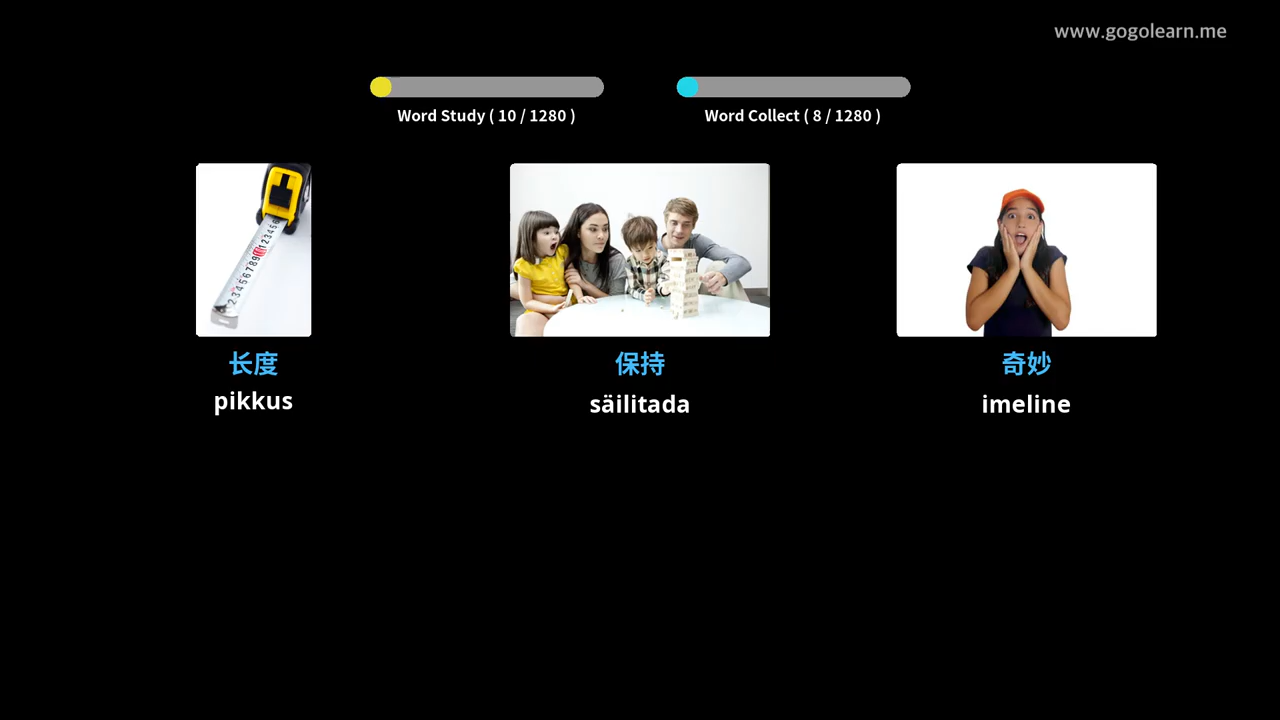 www.gogolearn.me
Word Study ( 10 / 1280 )
Word Collect ( 8 / 1280 )
长度
pikkus
保持
säilitada
奇妙
imeline